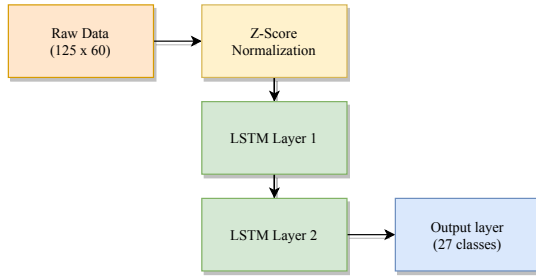 Raw Data
(125 x 60)
Z-Score
Normalization
LSTM Layer 1
LSTM Layer 2
Output layer
(27 classes)